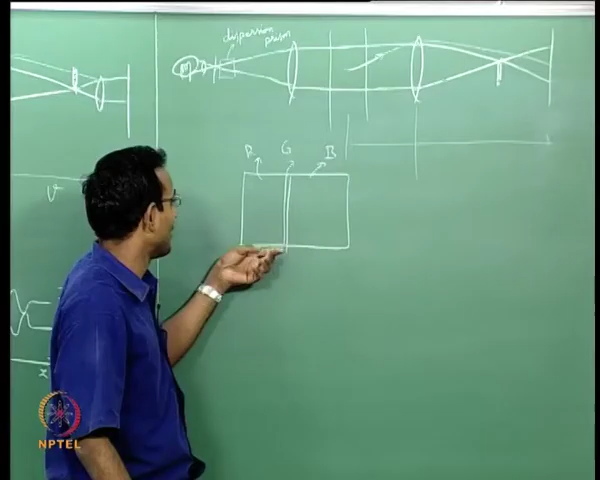 dispersion
prism
R G B
v
x
NPTEL